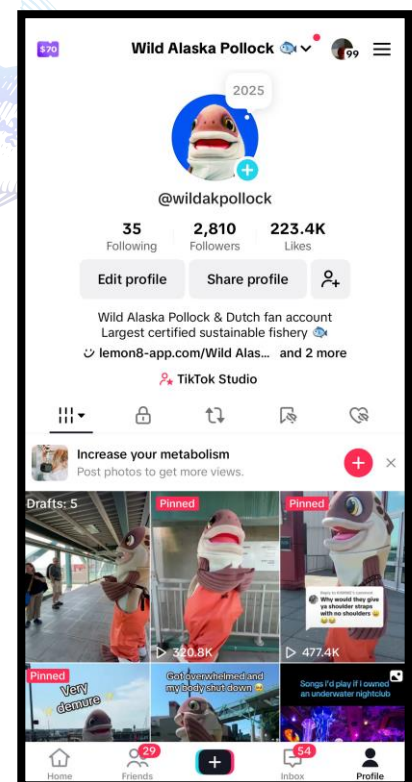 $70
Wild Alaska Pollock 🐟
99
2025
@wildakpollock
35 2,810 223.4K
Following Followers Likes
Edit profile Share profile
Wild Alaska Pollock & Dutch fan account
Largest certified sustainable fishery 🐟
lemon8-app.com/Wild Alas... and 2 more
TikTok Studio
Increase your metabolism
Post photos to get more views.
Drafts: 5
Pinned
320.8K
Pinned
Why would they give
ya shoulder straps
with no shoulders 😂
😂😂
477.4K
Pinned
Very
demure
Got overwhelmed and
my body shut down
Songs I'd play if I owned
an underwater nightclub
29 54
Home Friends Inbox Profile